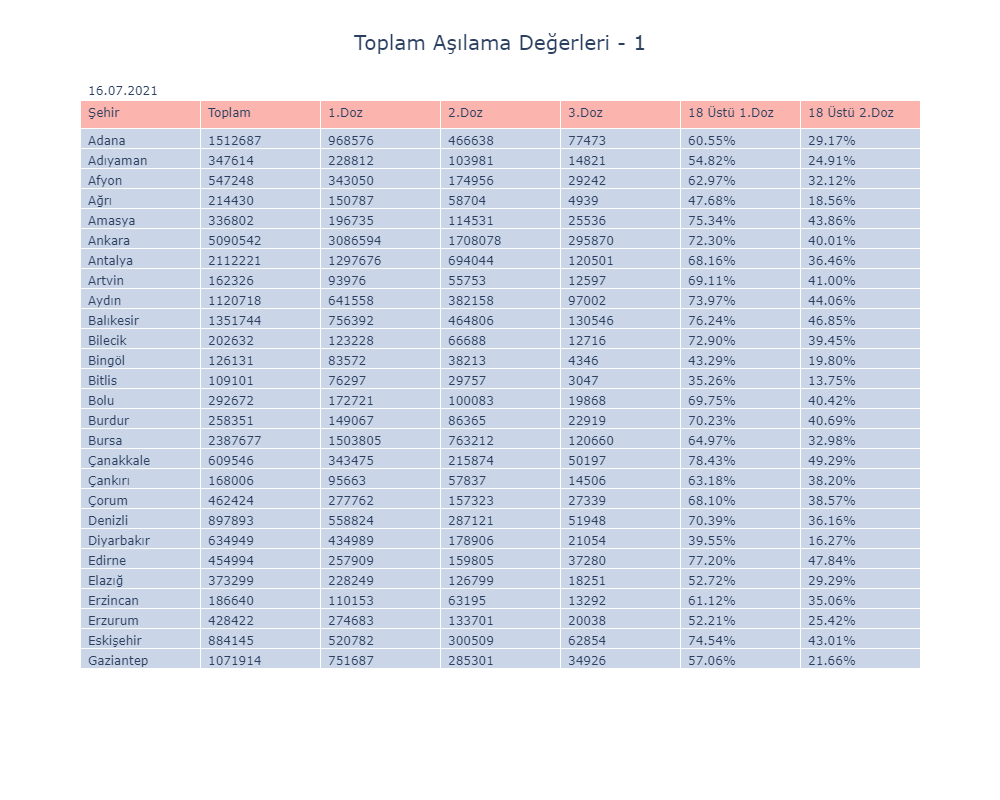 Toplam Aşılama Değerleri - 1
16.07.2021
Şehir Toplam 1.Doz 2.Doz 3.Doz 18 Üstü 1.Doz 18 Üstü 2.Doz
Adana 1512687 968576 466638 77473 60.55% 29.17%
Adıyaman 347614 228812 103981 14821 54.82% 24.91%
Afyon 547248 343050 174956 29242 62.97% 32.12%
Ağrı 214430 150787 58704 4939 47.68% 18.56%
Amasya 336802 196735 114531 25536 75.34% 43.86%
Ankara 5090542 3086594 1708078 295870 72.30% 40.01%
Antalya 2112221 1297676 694044 120501 68.16% 36.46%
Artvin 162326 93976 55753 12597 69.11% 41.00%
Aydın 1120718 641558 382158 97002 73.97% 44.06%
Balıkesir 1351744 756392 464806 130546 76.24% 46.85%
Bilecik 202632 123228 66688 12716 72.90% 39.45%
Bingöl 126131 83572 38213 4346 43.29% 19.80%
Bitlis 109101 76297 29757 3047 35.26% 13.75%
Bolu 292672 172721 100083 19868 69.75% 40.42%
Burdur 258351 149067 86365 22919 70.23% 40.69%
Bursa 2387677 1503805 763212 120660 64.97% 32.98%
Çanakkale 609546 343475 215874 50197 78.43% 49.29%
Çankırı 168006 95663 57837 14506 63.18% 38.20%
Çorum 462424 277762 157323 27339 68.10% 38.57%
Denizli 897893 558824 287121 51948 70.39% 36.16%
Diyarbakır 634949 434989 178906 21054 39.55% 16.27%
Edirne 454994 257909 159805 37280 77.20% 47.84%
Elazığ 373299 228249 126799 18251 52.72% 29.29%
Erzincan 186640 110153 63195 13292 61.12% 35.06%
Erzurum 428422 274683 133701 20038 52.21% 25.42%
Eskişehir 884145 520782 300509 62854 74.54% 43.01%
Gaziantep 1071914 751687 285301 34926 57.06% 21.66%